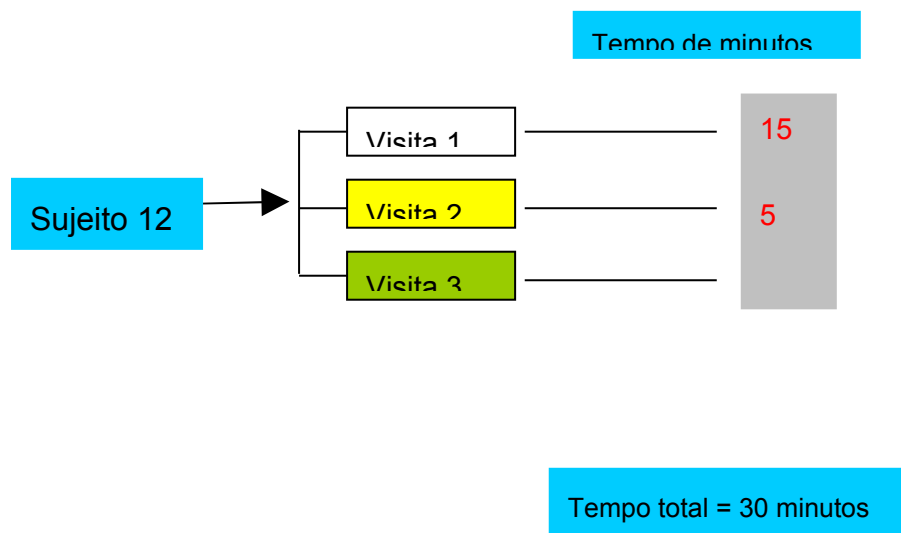 Tempo de minutos
Visita 1
15
Sujeito 12
Visita 2
5
Visita 3
Tempo total = 30 minutos